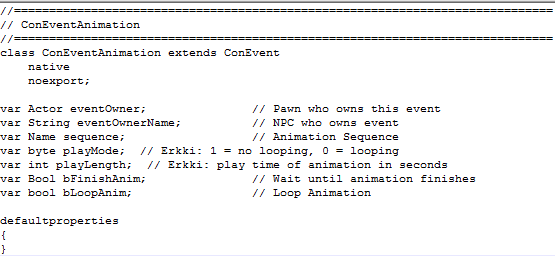 //=============================================================================
// ConEventAnimation
//=============================================================================
class ConEventAnimation extends ConEvent
    native
    noexport;

var Actor eventOwner;                // Pawn who owns this event
var String eventOwnerName;           // NPC who owns event
var Name sequence;                   // Animation Sequence
var byte playMode;  // Erkki: 1 = no looping, 0 = looping
var int playLength;  // Erkki: play time of animation in seconds
var Bool bFinishAnim;                // Wait until animation finishes
var bool bLoopAnim;                  // Loop Animation

defaultproperties
{
}